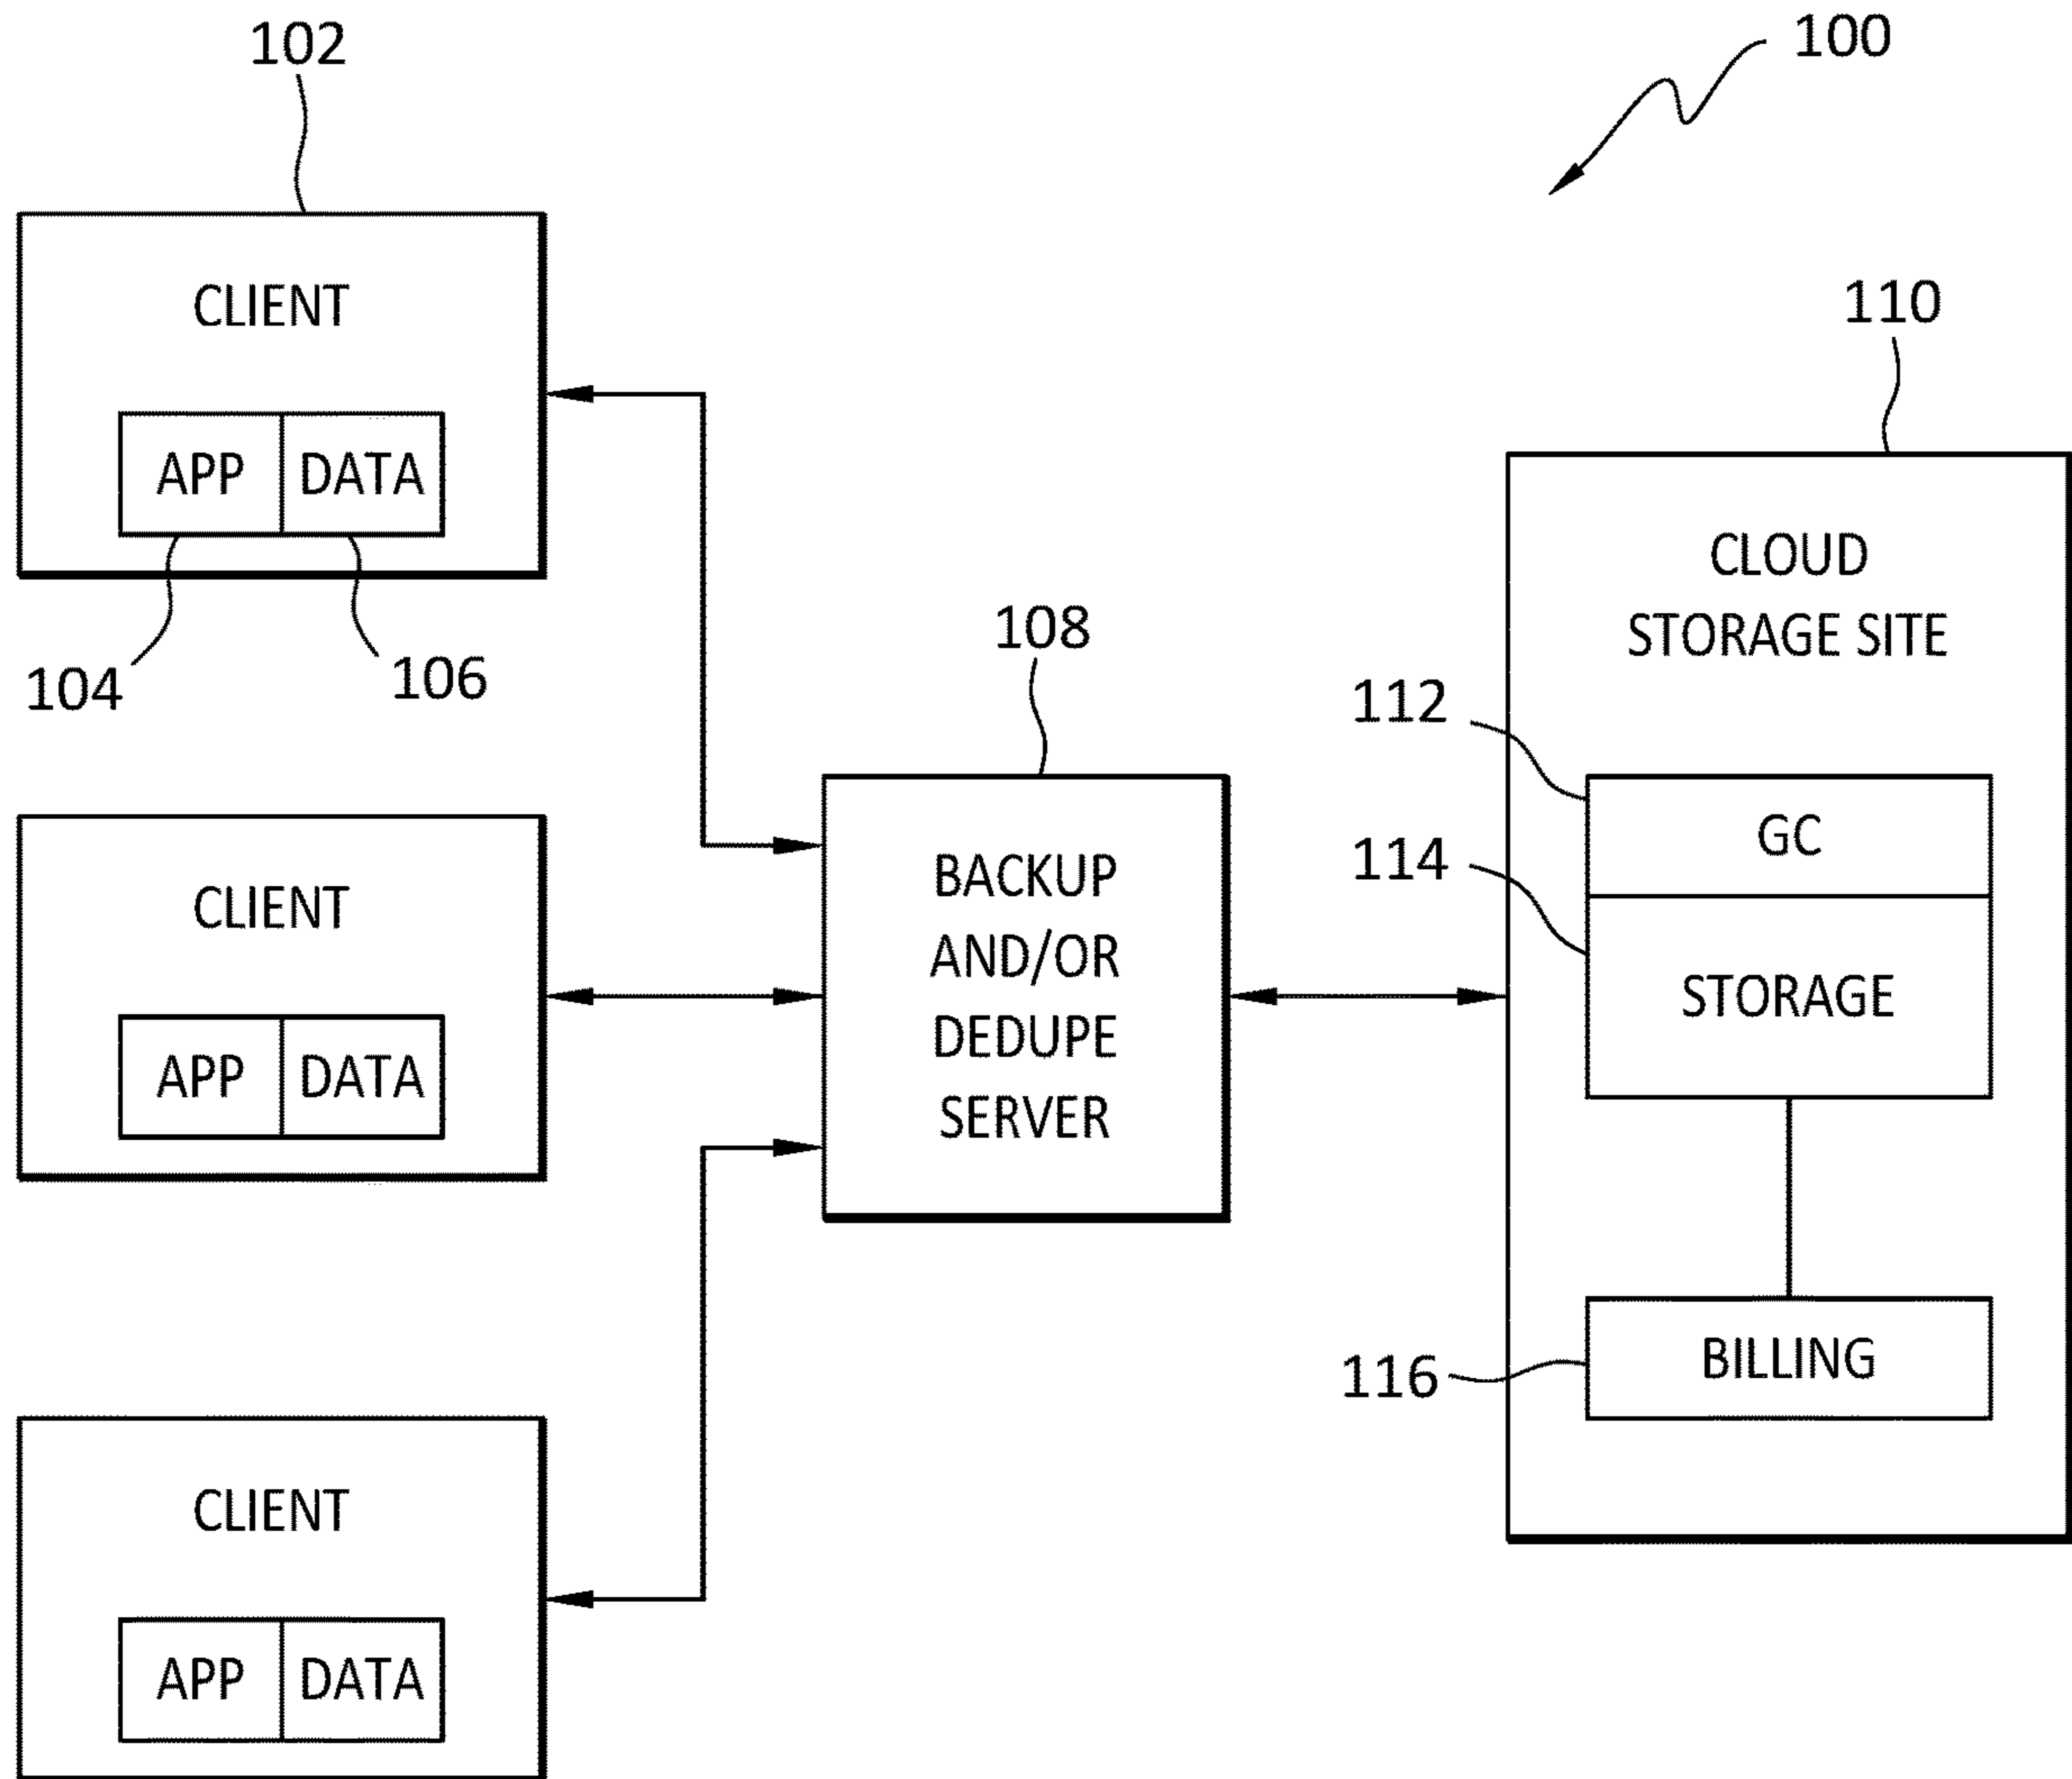 102
100
CLIENT
APP DATA
104
106
110
CLOUD
STORAGE SITE
112
GC
114
STORAGE
116
BILLING
108
BACKUP
AND/OR
DEDUPE
SERVER
CLIENT
APP DATA
CLIENT
APP DATA